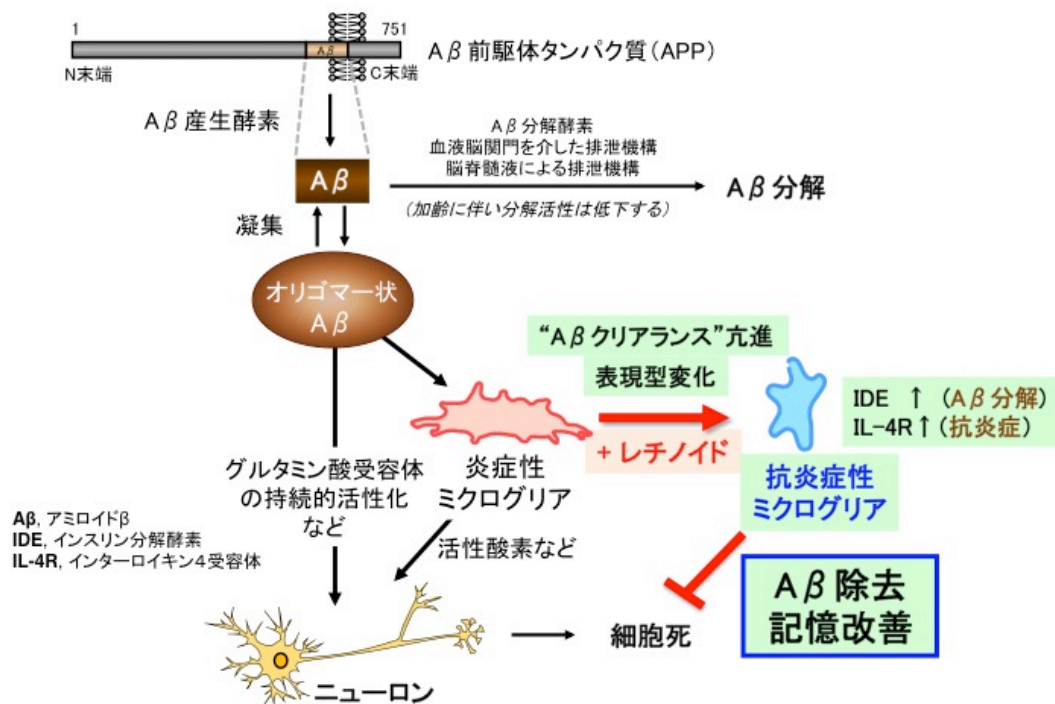 1
751
Aβ
Aβ前駆体タンパク質(APP)
N末端
C末端
Aβ産生酵素
Aβ分解酵素
血液脳関門を介した排泄機構
脳脊髄液による排泄機構
Aβ
Aβ分解
(加齢に伴い分解活性は低下する)
凝集
オリゴマー状
Aβ
“Aβクリアランス”亢進
表現型変化
IDE ↑ (Aβ分解)
IL-4R↑(抗炎症)
+ レチノイド
グルタミン酸受容体
の持続的活性化
など
炎症性
ミクログリア
抗炎症性
ミクログリア
Aβ, アミロイドβ
IDE, インスリン分解酵素
IL-4R, インターロイキン4受容体
活性酸素など
Aβ除去
記憶改善
細胞死
ニューロン